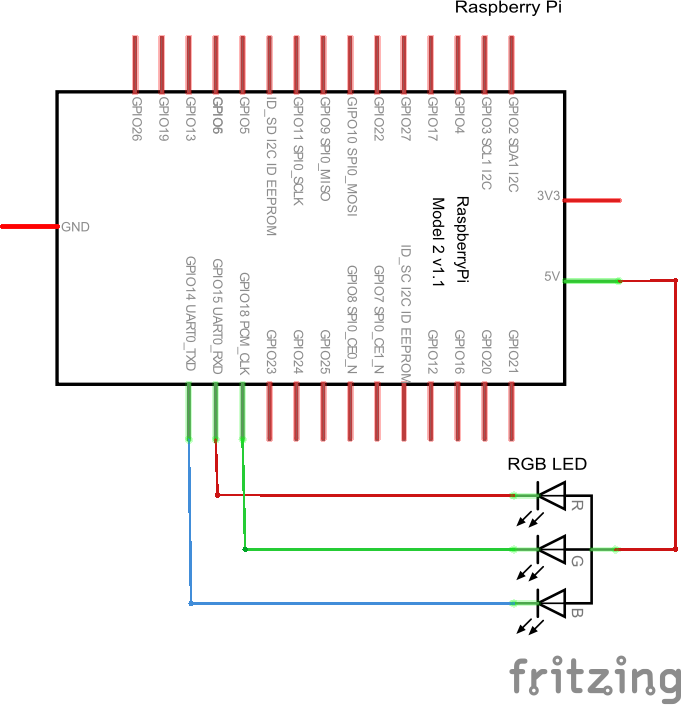 Raspberry Pi
GPIO26
GPIO19
GPIO13
GPIO6
GPIO5
ID_SD I2C ID EEPROM
GPIO11 SPI0_SCLK
GPIO9 SPI0_MISO
GIPO10 SPI0_MOSI
GPIO22
GPIO27
GPIO17
GPIO4
GPIO3 SCL1 I2C
GPIO2 SDA1 I2C
3V3
RaspberryPi
Model 2 v1.1
GND
5V
GPIO14 UART0_TXD
GPIO15 UART0_RXD
GPIO18 PCM_CLK
GPIO23
GPIO24
GPIO25
GPIO8 SPI0_CE0_N
GPIO7 SPI0_CE1_N
ID_SC I2C ID EEPROM
GPIO12
GPIO16
GPIO20
GPIO21
RGB LED
R
G
B
fritzing